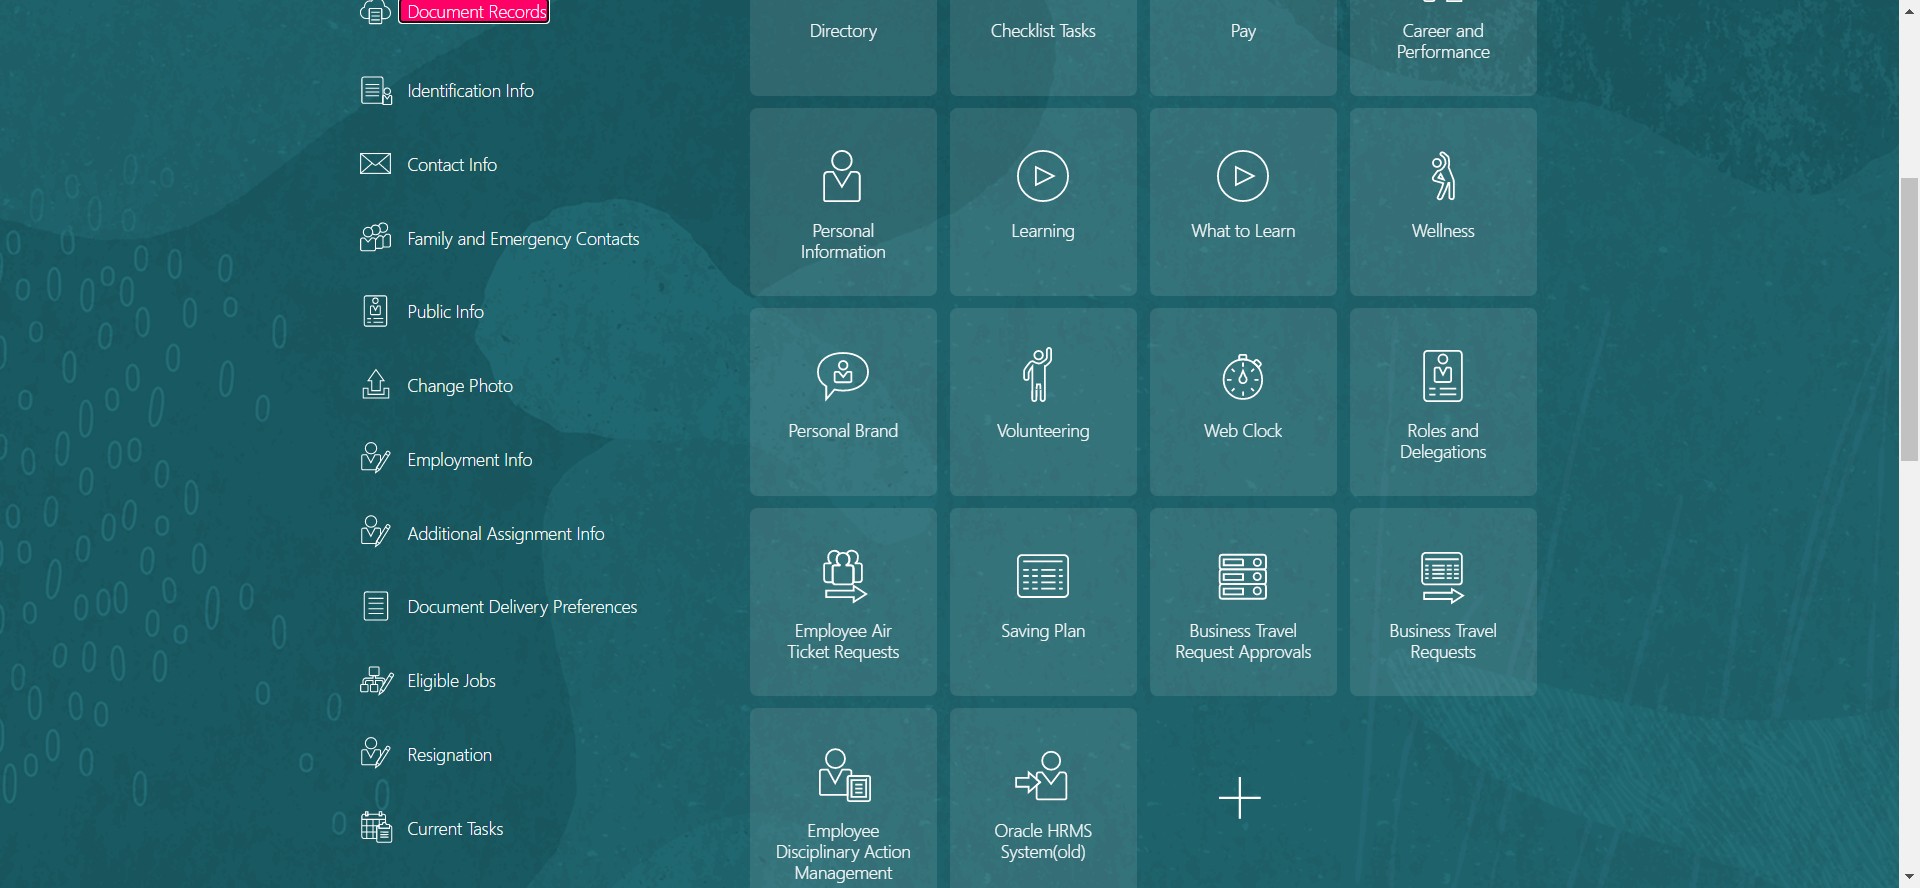 Document Records
Identification Info
Contact Info
Family and Emergency Contacts
Public Info
Change Photo
Employment Info
Additional Assignment Info
Document Delivery Preferences
Eligible Jobs
Resignation
Current Tasks
Directory
Checklist Tasks
Pay
Career and
Performance
Personal
Information
Learning
What to Learn
Wellness
Personal Brand
Volunteering
Web Clock
Roles and
Delegations
Employee Air
Ticket Requests
Saving Plan
Business Travel
Request Approvals
Business Travel
Requests
Employee
Disciplinary Action
Management
Oracle HRMS
System(old)